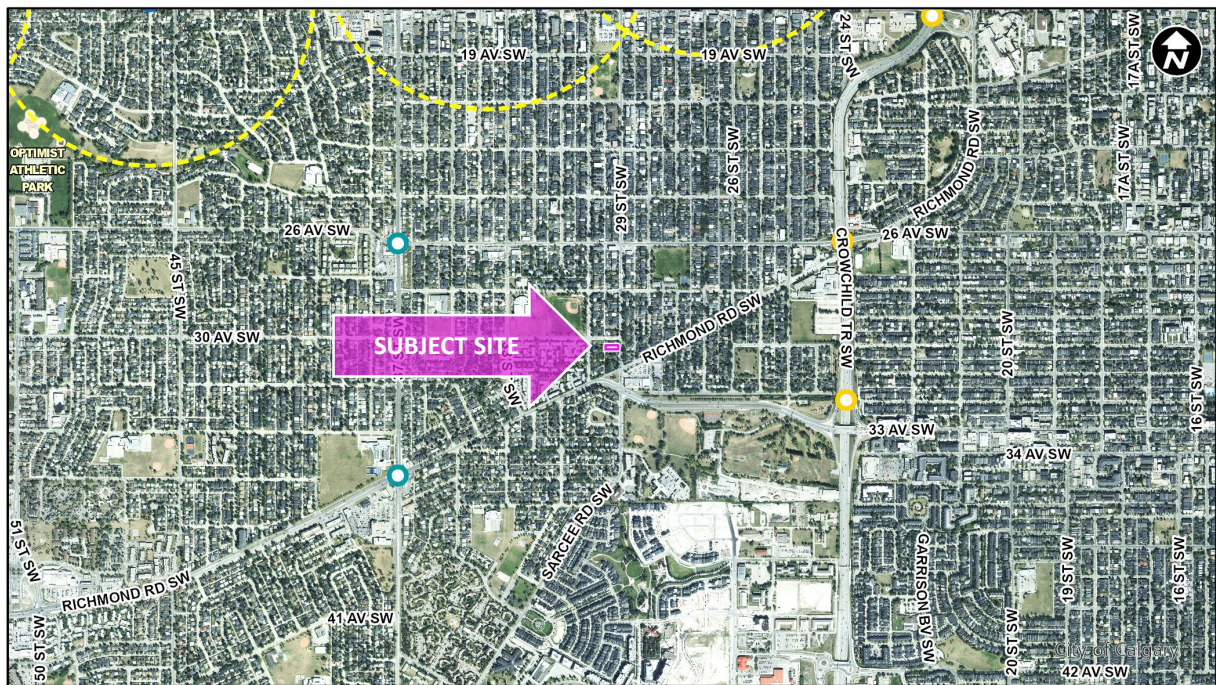 19 AV SW
19 AV SW
24 ST SW
17A ST SW
N
OPTIMIST
ATHLETIC
PARK
26 ST SW
RICHMOND RD SW
17A ST SW
29 ST SW
26 AV SW
26 AV SW
45 ST SW
CROWCHILD TR SW
30 AV SW
SUBJECT SITE
RICHMOND RD SW
20 ST SW
SW
16 ST SW
33 AV SW
34 AV SW
SARCEE RD SW
51 ST SW
RICHMOND RD SW
41 AV SW
50 ST SW
GARRISON BV SW
20 ST SW
19 ST SW
16 ST SW
City of Calgary
42 AV SW